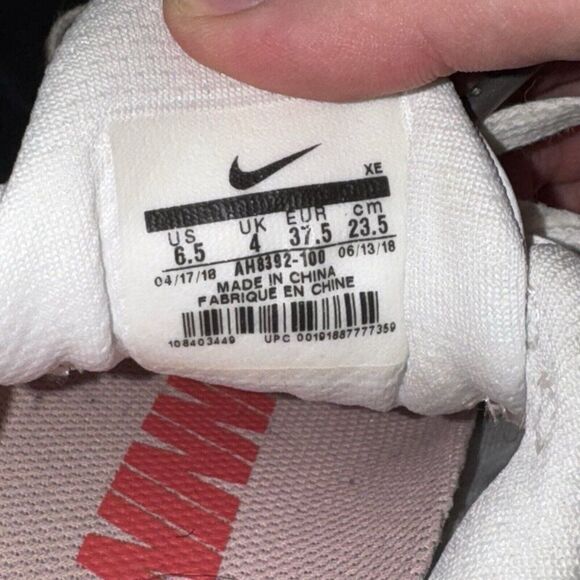 XE
US UK EUR cm
6.5 4 37.5 23.5
04/17/18 AH8392-100 06/13/18
MADE IN CHINA
FABRIQUE EN CHINE
108403449 UPC 00191887777359